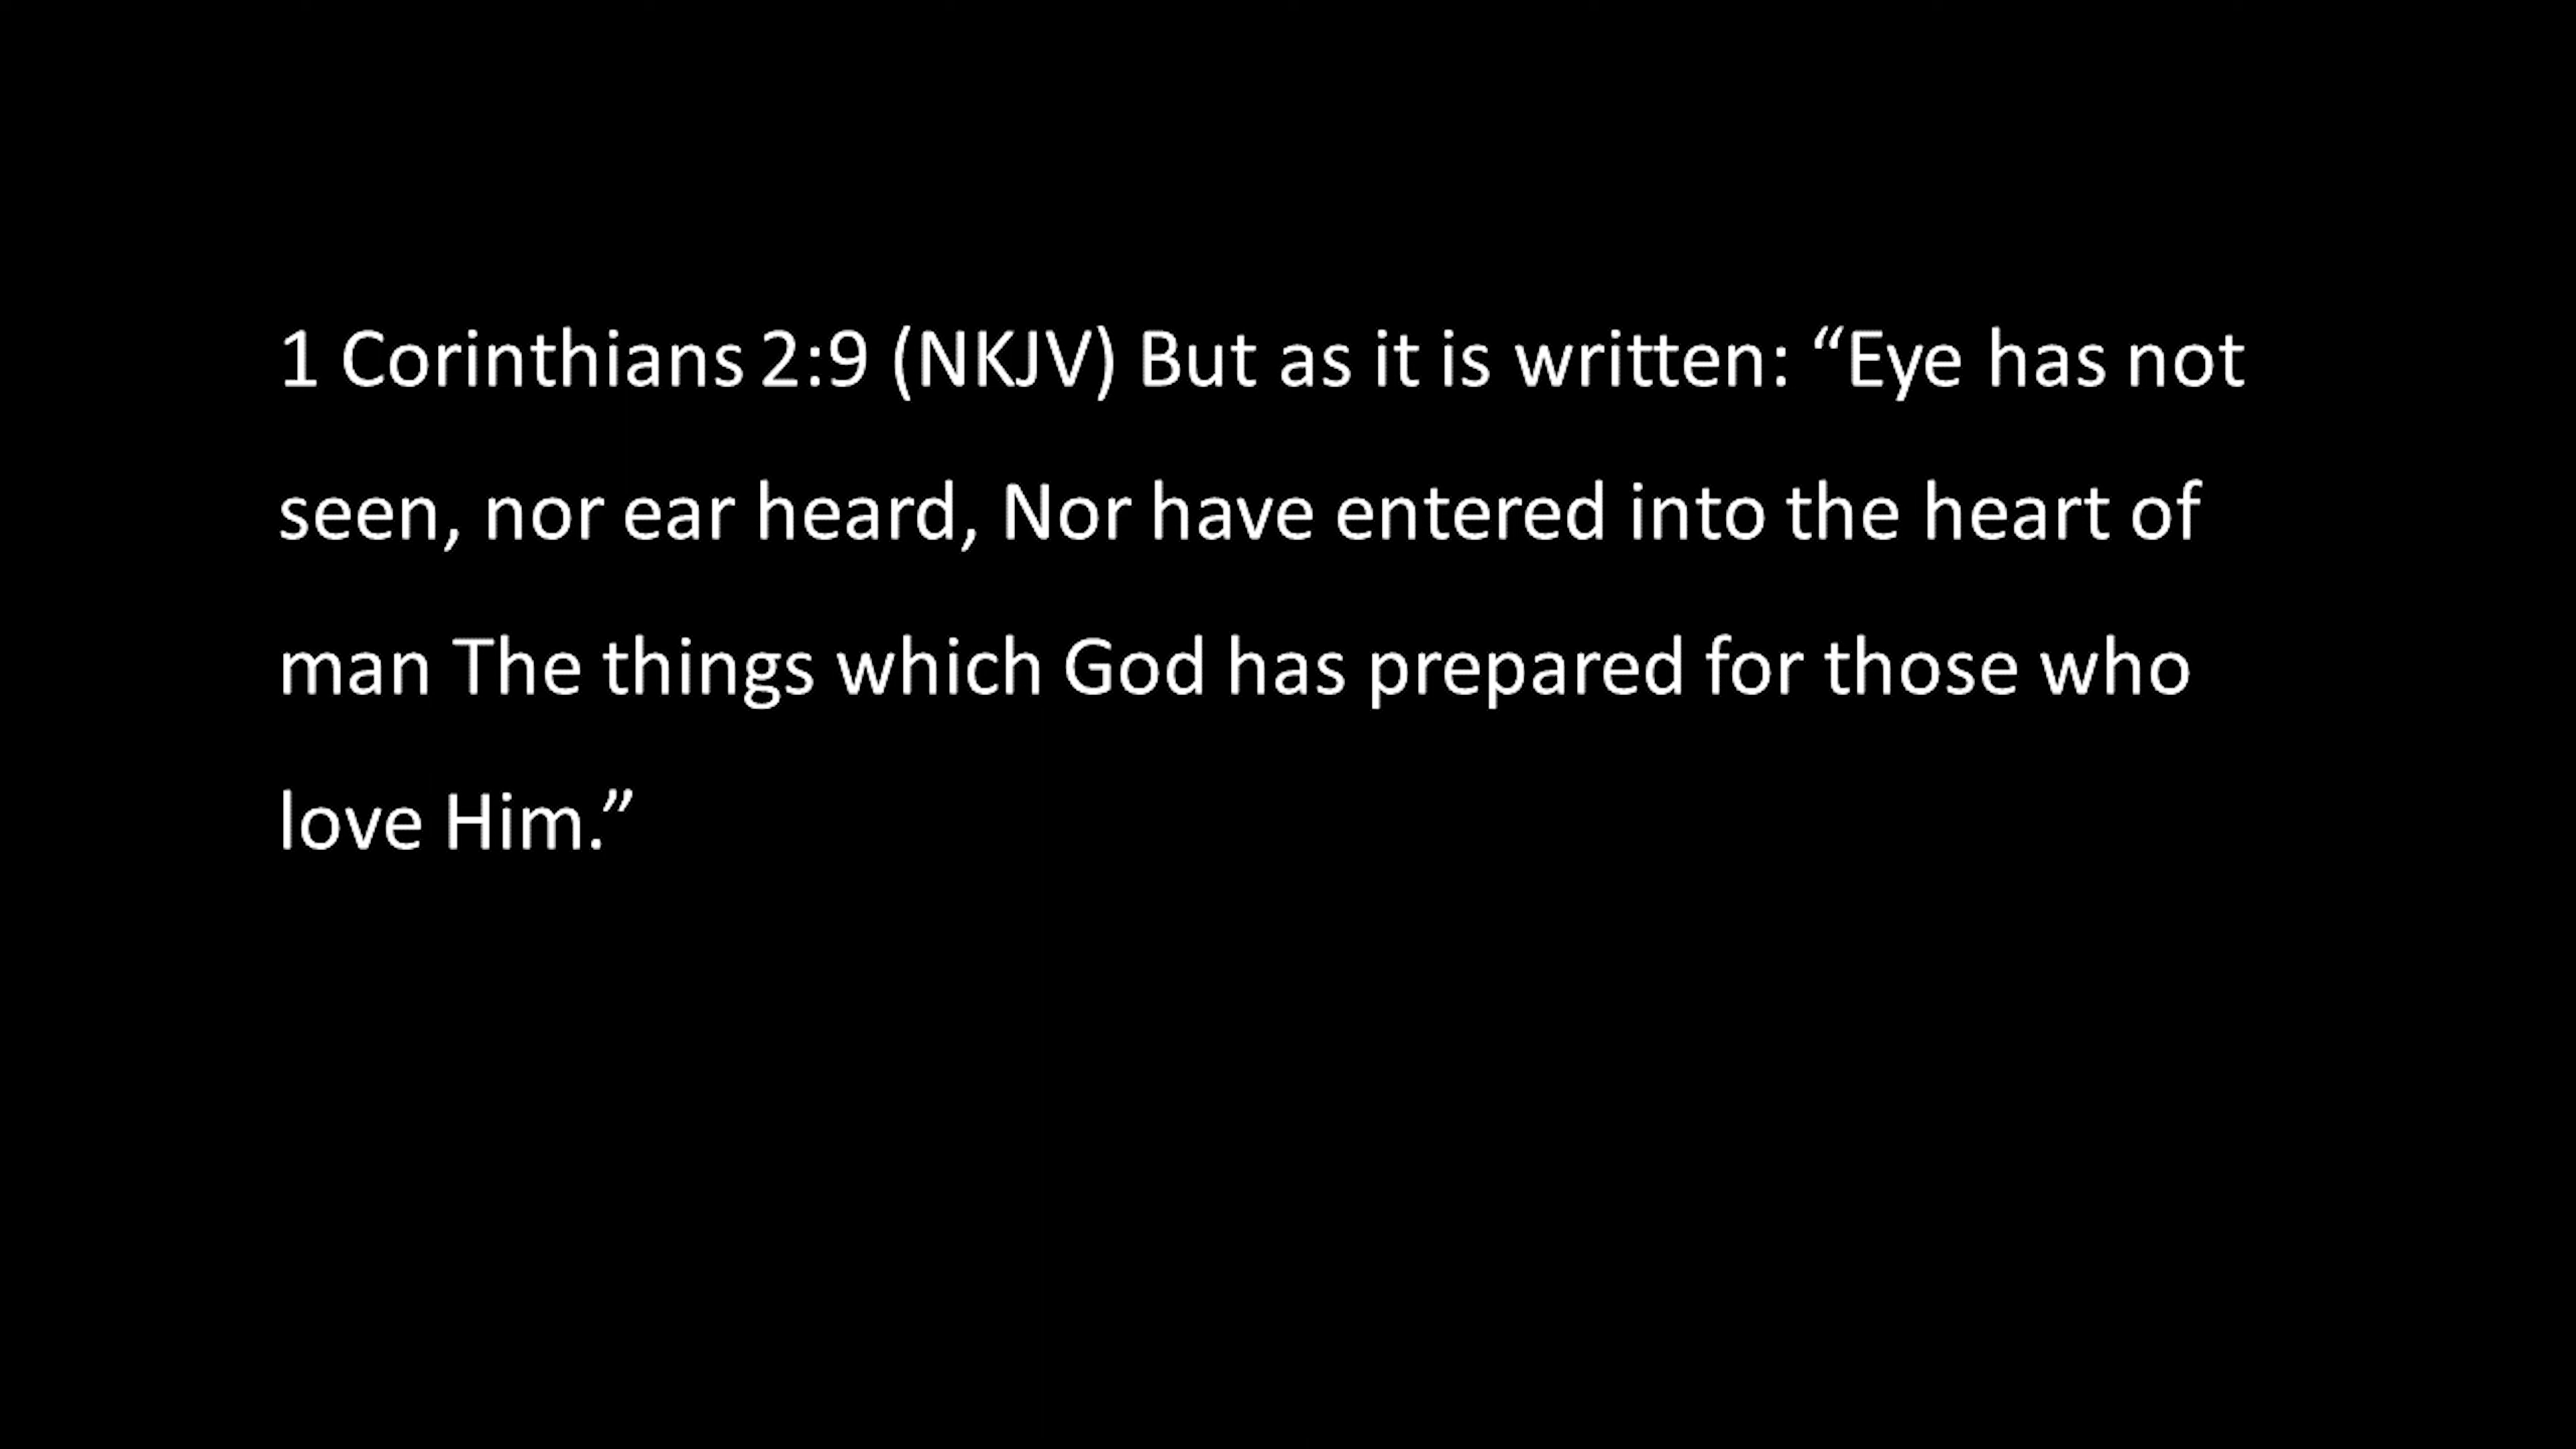 1 Corinthians 2:9 (NKJV) But as it is written: “Eye has not
seen, nor ear heard, Nor have entered into the heart of
man The things which God has prepared for those who
love Him.”